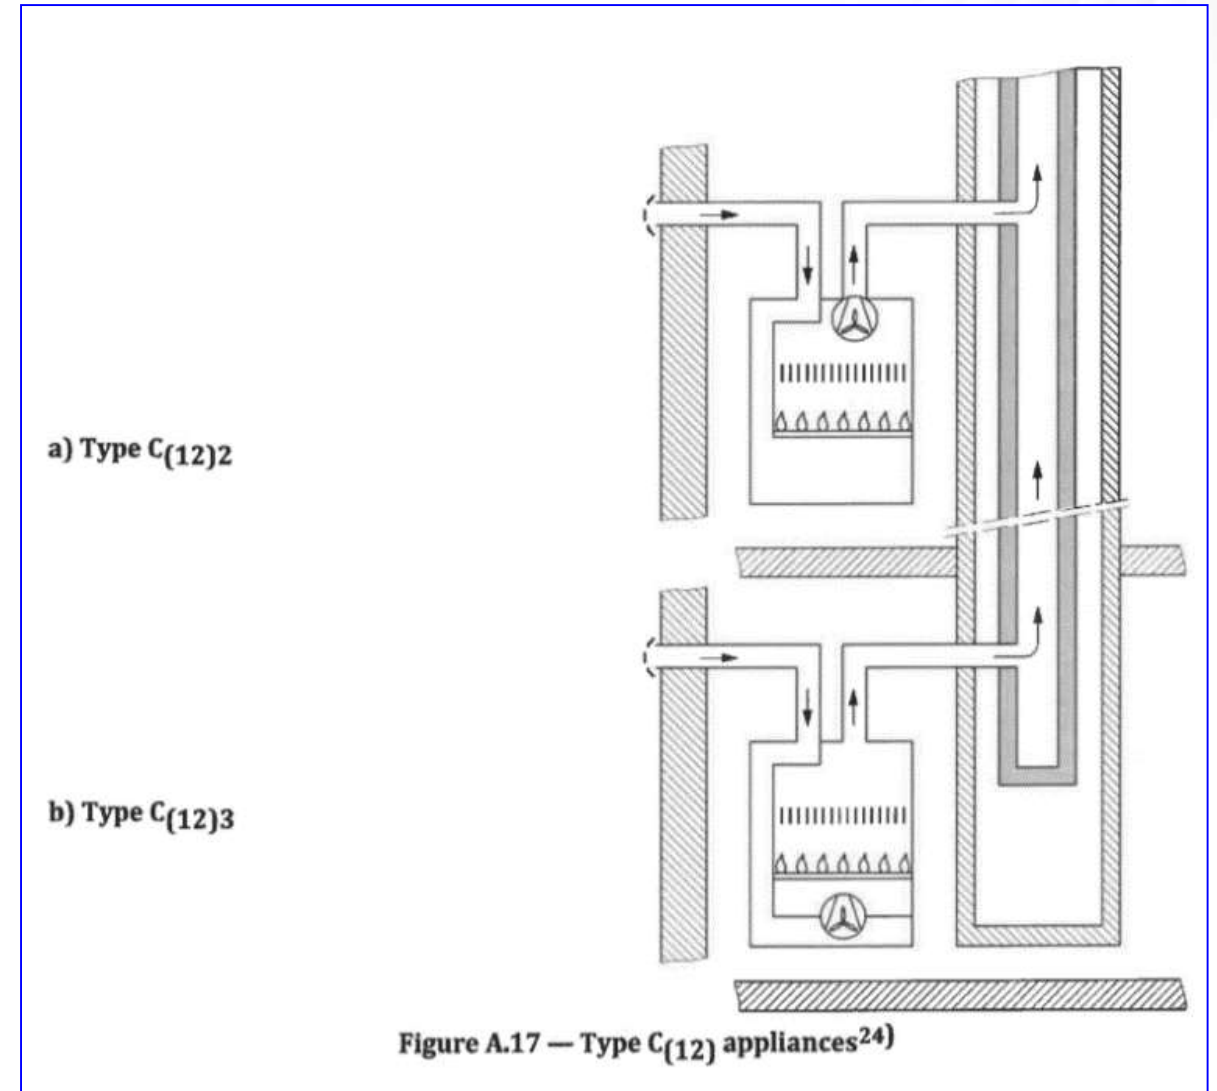 a) Type C(12)2
b) Type C(12)3
Figure A.17 — Type C(12) appliances24)